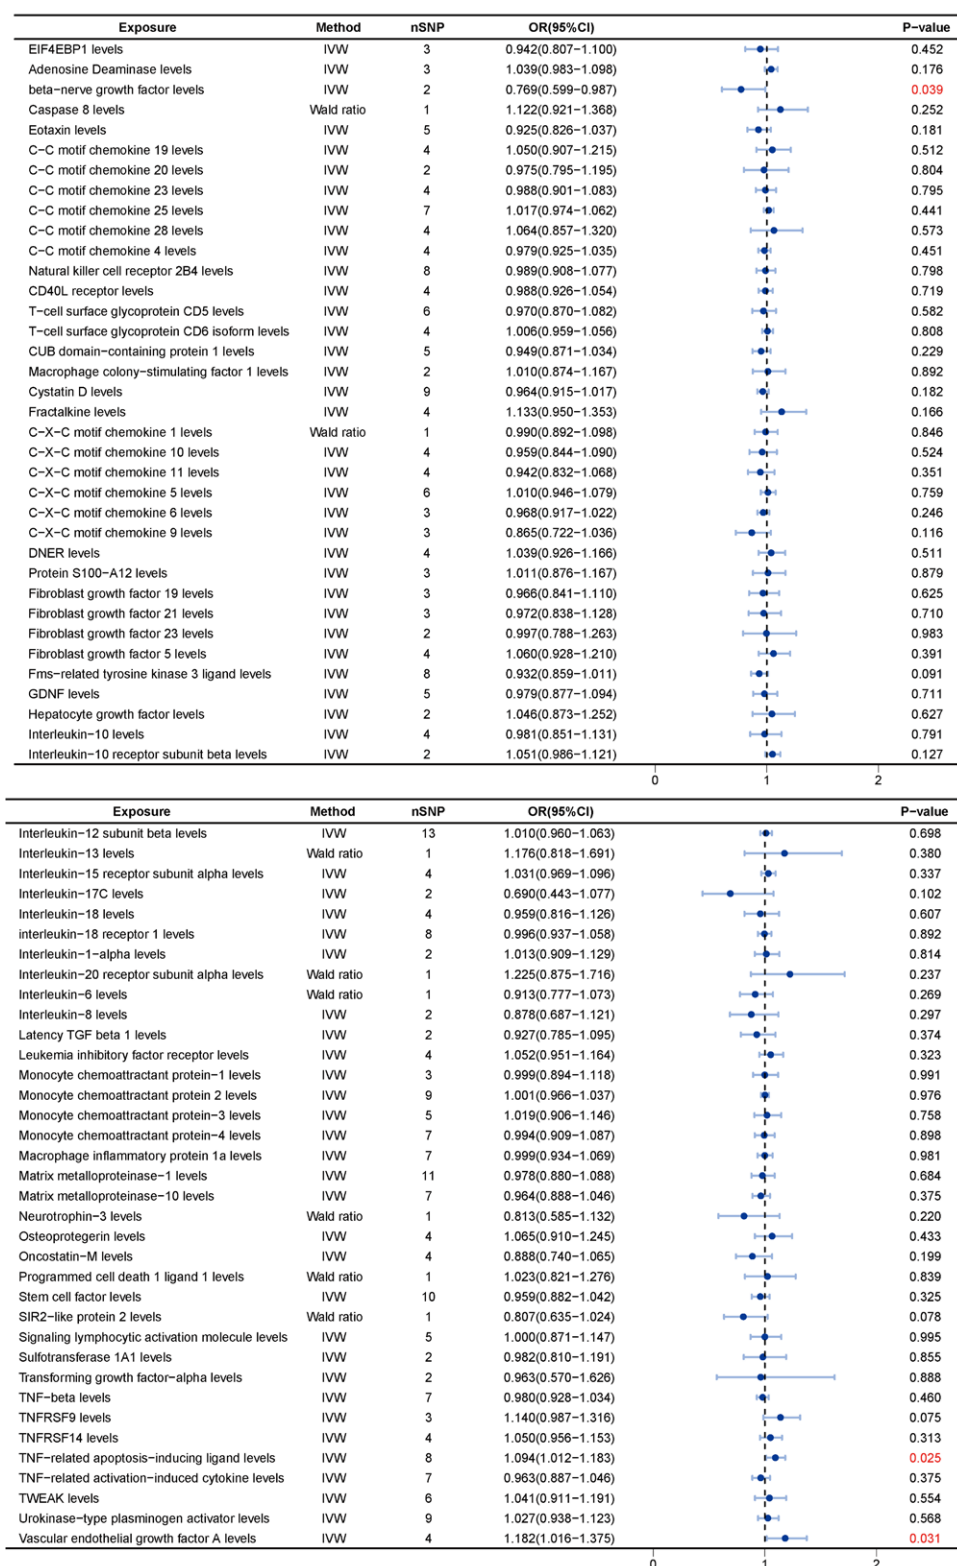 Exposure Method nSNP OR(95%CI) P−value
EIF4EBP1 levels IVW 3 0.942(0.807−1.100) 0.452
Adenosine Deaminase levels IVW 3 1.039(0.983−1.098) 0.176
beta−nerve growth factor levels IVW 2 0.769(0.599−0.987) 0.039
Caspase 8 levels Wald ratio 1 1.122(0.921−1.368) 0.252
Eotaxin levels IVW 5 0.925(0.826−1.037) 0.181
C−C motif chemokine 19 levels IVW 4 1.050(0.907−1.215) 0.512
C−C motif chemokine 20 levels IVW 2 0.975(0.795−1.195) 0.804
C−C motif chemokine 23 levels IVW 4 0.988(0.901−1.083) 0.795
C−C motif chemokine 25 levels IVW 7 1.017(0.974−1.062) 0.441
C−C motif chemokine 28 levels IVW 4 1.064(0.857−1.320) 0.573
C−C motif chemokine 4 levels IVW 4 0.979(0.925−1.035) 0.451
Natural killer cell receptor 2B4 levels IVW 8 0.989(0.908−1.077) 0.798
CD40L receptor levels IVW 4 0.988(0.926−1.054) 0.719
T−cell surface glycoprotein CD5 levels IVW 6 0.970(0.870−1.082) 0.582
T−cell surface glycoprotein CD6 isoform levels IVW 4 1.006(0.959−1.056) 0.808
CUB domain−containing protein 1 levels IVW 5 0.949(0.871−1.034) 0.229
Macrophage colony−stimulating factor 1 levels IVW 2 1.010(0.874−1.167) 0.892
Cystatin D levels IVW 9 0.964(0.915−1.017) 0.182
Fractalkine levels IVW 4 1.133(0.950−1.353) 0.166
C−X−C motif chemokine 1 levels Wald ratio 1 0.990(0.892−1.098) 0.846
C−X−C motif chemokine 10 levels IVW 4 0.959(0.844−1.090) 0.524
C−X−C motif chemokine 11 levels IVW 4 0.942(0.832−1.068) 0.351
C−X−C motif chemokine 5 levels IVW 6 1.010(0.946−1.079) 0.759
C−X−C motif chemokine 6 levels IVW 3 0.968(0.917−1.022) 0.246
C−X−C motif chemokine 9 levels IVW 3 0.865(0.722−1.036) 0.116
DNER levels IVW 4 1.039(0.926−1.166) 0.511
Protein S100−A12 levels IVW 3 1.011(0.876−1.167) 0.879
Fibroblast growth factor 19 levels IVW 3 0.966(0.841−1.110) 0.625
Fibroblast growth factor 21 levels IVW 3 0.972(0.838−1.128) 0.710
Fibroblast growth factor 23 levels IVW 2 0.997(0.788−1.263) 0.983
Fibroblast growth factor 5 levels IVW 4 1.060(0.928−1.210) 0.391
Fms−related tyrosine kinase 3 ligand levels IVW 8 0.932(0.859−1.011) 0.091
GDNF levels IVW 5 0.979(0.877−1.094) 0.711
Hepatocyte growth factor levels IVW 2 1.046(0.873−1.252) 0.627
Interleukin−10 levels IVW 4 0.981(0.851−1.131) 0.791
Interleukin−10 receptor subunit beta levels IVW 2 1.051(0.986−1.121) 0.127
0 1 2
Exposure Method nSNP OR(95%CI) P−value
Interleukin−12 subunit beta levels IVW 13 1.010(0.960−1.063) 0.698
Interleukin−13 levels Wald ratio 1 1.176(0.818−1.691) 0.380
Interleukin−15 receptor subunit alpha levels IVW 4 1.031(0.969−1.096) 0.337
Interleukin−17C levels IVW 2 0.690(0.443−1.077) 0.102
Interleukin−18 levels IVW 4 0.959(0.816−1.126) 0.607
interleukin−18 receptor 1 levels IVW 8 0.996(0.937−1.058) 0.892
Interleukin−1−alpha levels IVW 2 1.013(0.909−1.129) 0.814
Interleukin−20 receptor subunit alpha levels Wald ratio 1 1.225(0.875−1.716) 0.237
Interleukin−6 levels Wald ratio 1 0.913(0.777−1.073) 0.269
Interleukin−8 levels IVW 2 0.878(0.687−1.121) 0.297
Latency TGF beta 1 levels IVW 2 0.927(0.785−1.095) 0.374
Leukemia inhibitory factor receptor levels IVW 4 1.052(0.951−1.164) 0.323
Monocyte chemoattractant protein−1 levels IVW 3 0.999(0.894−1.118) 0.991
Monocyte chemoattractant protein 2 levels IVW 9 1.001(0.966−1.037) 0.976
Monocyte chemoattractant protein−3 levels IVW 5 1.019(0.906−1.146) 0.758
Monocyte chemoattractant protein−4 levels IVW 7 0.994(0.909−1.087) 0.898
Macrophage inflammatory protein 1a levels IVW 7 0.999(0.934−1.069) 0.981
Matrix metalloproteinase−1 levels IVW 11 0.978(0.880−1.088) 0.684
Matrix metalloproteinase−10 levels IVW 7 0.964(0.888−1.046) 0.375
Neurotrophin−3 levels Wald ratio 1 0.813(0.585−1.132) 0.220
Osteoprotegerin levels IVW 4 1.065(0.910−1.245) 0.433
Oncostatin−M levels IVW 4 0.888(0.740−1.065) 0.199
Programmed cell death 1 ligand 1 levels Wald ratio 1 1.023(0.821−1.276) 0.839
Stem cell factor levels IVW 10 0.959(0.882−1.042) 0.325
SIR2−like protein 2 levels Wald ratio 1 0.807(0.635−1.024) 0.078
Signaling lymphocytic activation molecule levels IVW 5 1.000(0.871−1.147) 0.995
Sulfotransferase 1A1 levels IVW 2 0.982(0.810−1.191) 0.855
Transforming growth factor−alpha levels IVW 2 0.963(0.570−1.626) 0.888
TNF−beta levels IVW 7 0.980(0.928−1.034) 0.460
TNFRSF9 levels IVW 3 1.140(0.987−1.316) 0.075
TNFRSF14 levels IVW 4 1.050(0.956−1.153) 0.313
TNF−related apoptosis−inducing ligand levels IVW 8 1.094(1.012−1.183) 0.025
TNF−related activation−induced cytokine levels IVW 7 0.963(0.887−1.046) 0.375
TWEAK levels IVW 6 1.041(0.911−1.191) 0.554
Urokinase−type plasminogen activator levels IVW 9 1.027(0.938−1.123) 0.568
Vascular endothelial growth factor A levels IVW 4 1.182(1.016−1.375) 0.031
0 1 2